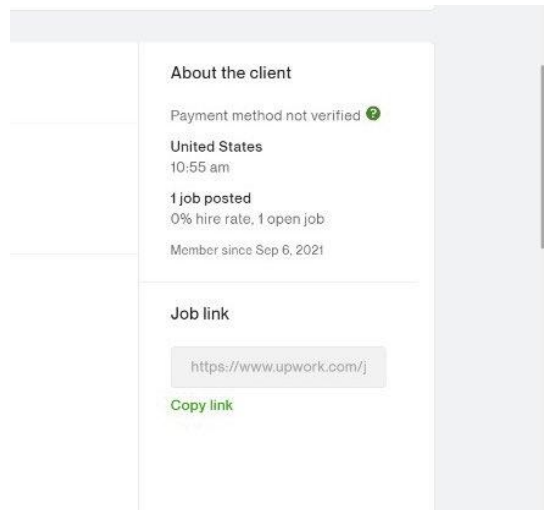 About the client
Payment method not verified ?
United States
10:55 am
1 job posted
0% hire rate, 1 open job
Member since Sep 6, 2021
Job link
https://www.upwork.com/j
Copy link